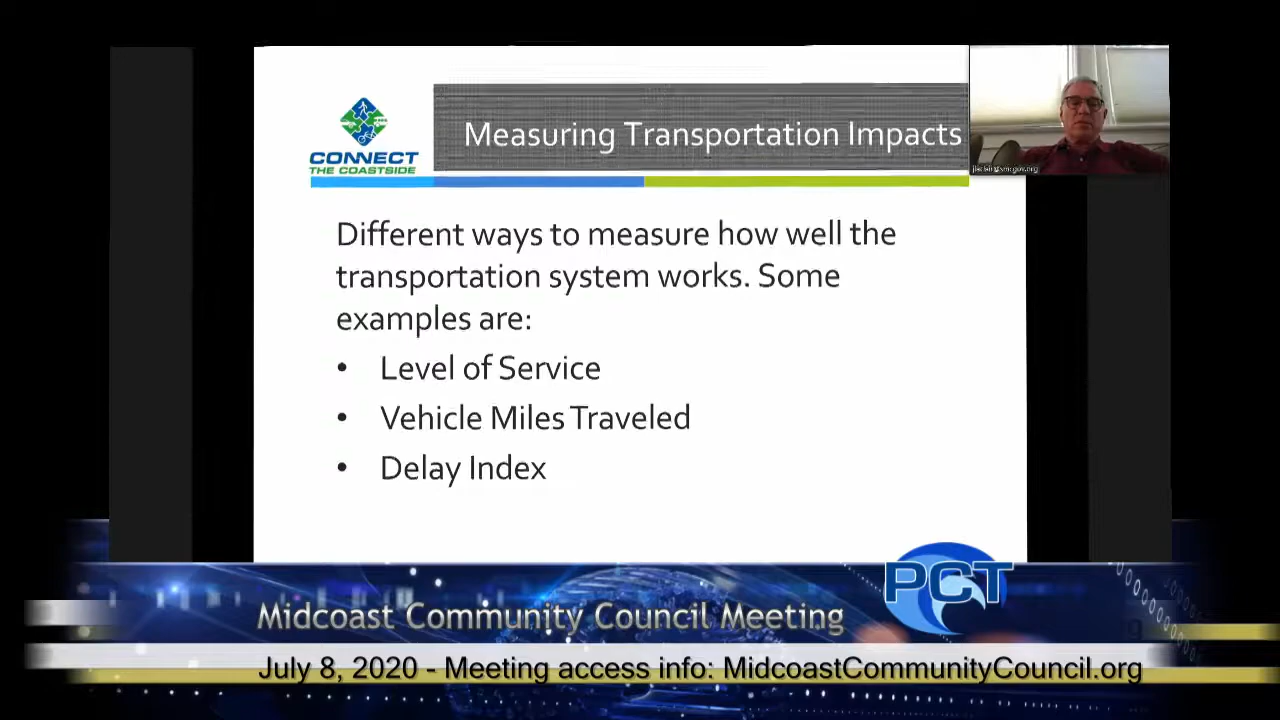 CONNECT
THE COASTSIDE
Measuring Transportation Impacts
Different ways to measure how well the
transportation system works. Some
examples are:
• Level of Service
• Vehicle Miles Traveled
• Delay Index
PCT
Midcoast Community Council Meeting
July 8, 2020 - Meeting access info: MidcoastCommunityCouncil.org